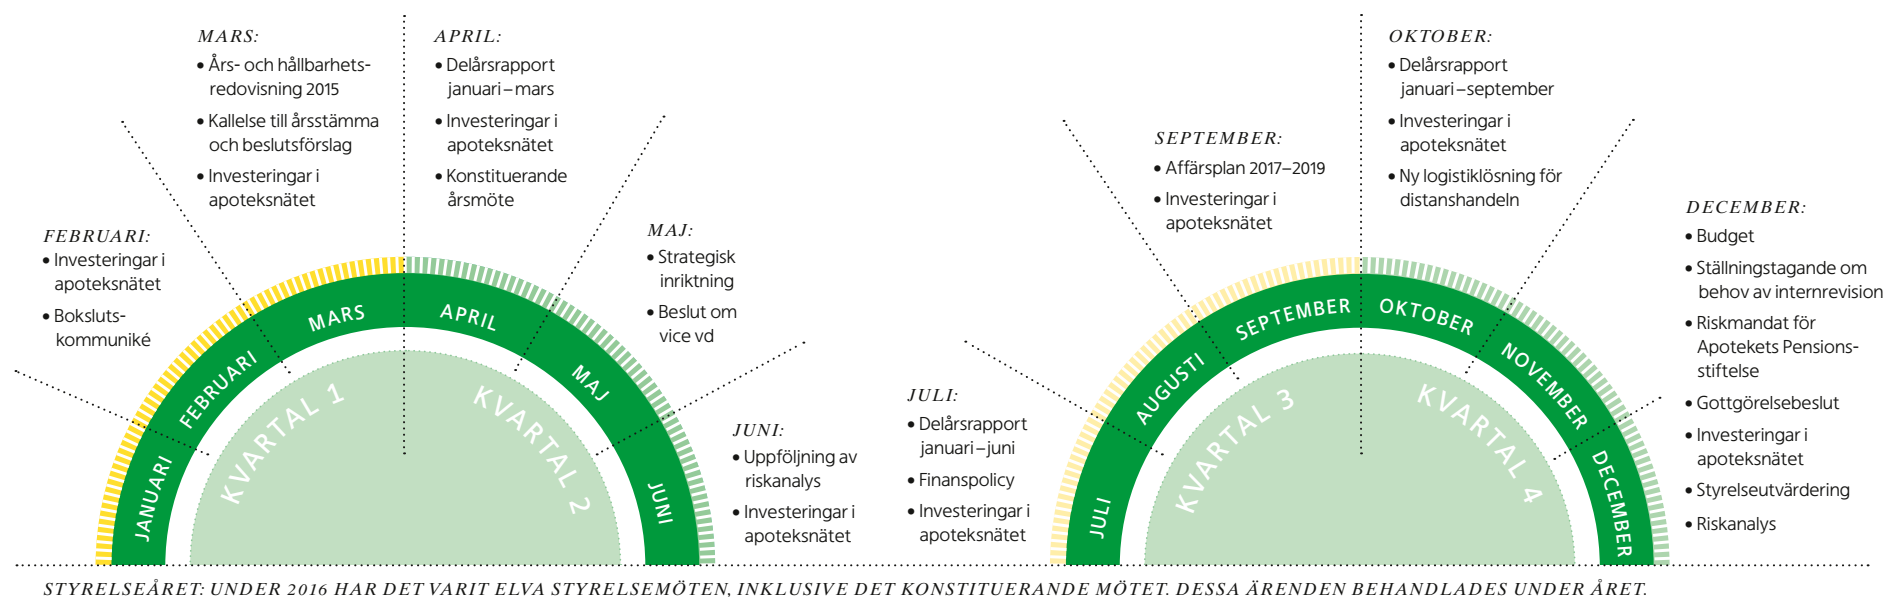 MARS:
• Års- och hållbarhets-
redovisning 2015
• Kallelse till årsstämma
och beslutsförslag
• Investeringar i
apoteksnätet
APRIL:
• Delårsrapport
januari–mars
• Investeringar i
apoteksnätet
• Konstituerande
årsmöte
FEBRUARI:
• Investeringar i
apoteksnätet
• Boksluts-
kommuniké
MAJ:
• Strategisk
inriktning
• Beslut om
vice vd
JUNI:
• Uppföljning av
riskanalys
• Investeringar i
apoteksnätet
JANUARI
FEBRUARI
MARS
APRIL
MAJ
JUNI
KVARTAL 1
KVARTAL 2
JULI:
• Delårsrapport
januari–juni
• Finanspolicy
• Investeringar i
apoteksnätet
SEPTEMBER:
• Affärsplan 2017–2019
• Investeringar i
apoteksnätet
OKTOBER:
• Delårsrapport
januari–september
• Investeringar i
apoteksnätet
• Ny logistiklösning för
distanshandeln
DECEMBER:
• Budget
• Ställningstagande om
behov av internrevision
• Riskmandat för
Apotekets Pensions-
stiftelse
• Gottgörelsebeslut
• Investeringar i
apoteksnätet
• Styrelseutvärdering
• Riskanalys
JULI
AUGUSTI
SEPTEMBER
OKTOBER
NOVEMBER
DECEMBER
KVARTAL 3
KVARTAL 4
STYRELSEÅRET: UNDER 2016 HAR DET VARIT ELVA STYRELSEMÖTEN, INKLUSIVE DET KONSTITUERANDE MÖTET. DESSA ÄRENDEN BEHANDLADES UNDER ÅRET.